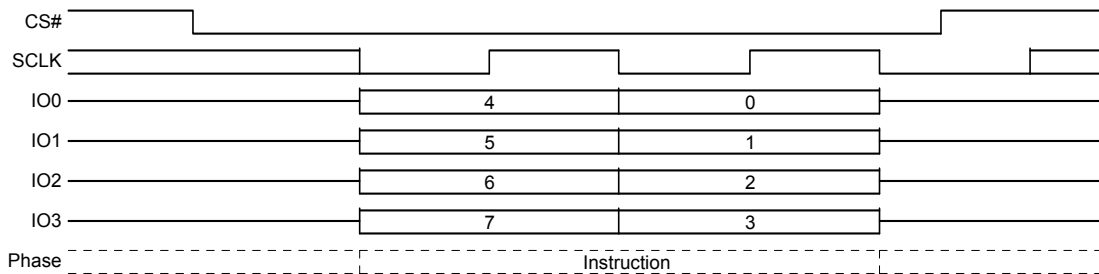 CS#
SCLK
IO0 4 0
IO1 5 1
IO2 6 2
IO3 7 3
Phase Instruction